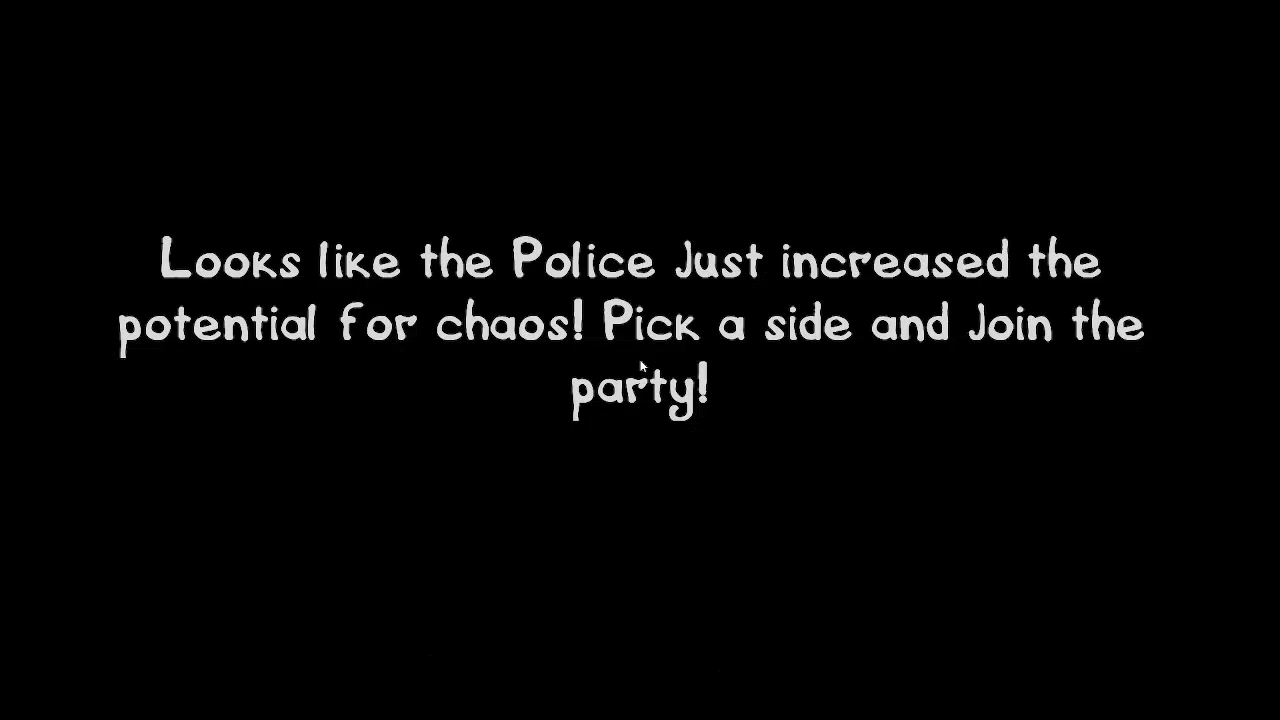 Looks like the Police Just increased the
potential for chaos! Pick a side and Join the
party!